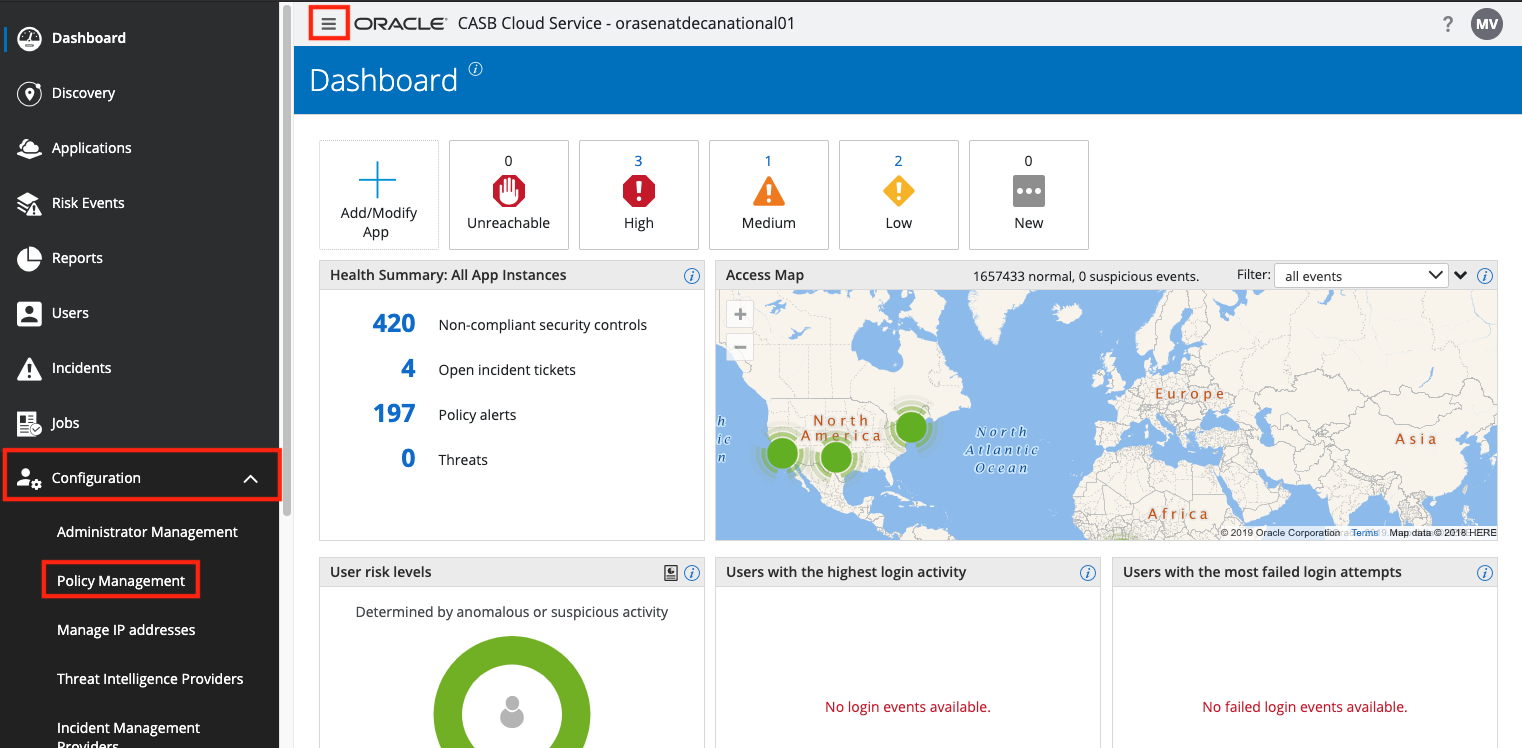 Dashboard
Discovery
Applications
Risk Events
Reports
Users
Incidents
Jobs
Configuration
Administrator Management
Policy Management
Manage IP addresses
Threat Intelligence Providers
Incident Management
Providers
ORACLE CASB Cloud Service - orasenatdecanational01
? MV
Dashboard i
Add/Modify
App
0
Unreachable
3
High
1
Medium
2
Low
0
New
Health Summary: All App Instances
420 Non-compliant security controls
4 Open incident tickets
197 Policy alerts
0 Threats
Access Map 1657433 normal, 0 suspicious events. Filter: all events
North
America
North
Atlantic
Ocean
Europe
Asia
Africa
© 2019 Oracle Corporation Terms Map data © 2018 HERE
User risk levels
Determined by anomalous or suspicious activity
Users with the highest login activity
No login events available.
Users with the most failed login attempts
No failed login events available.